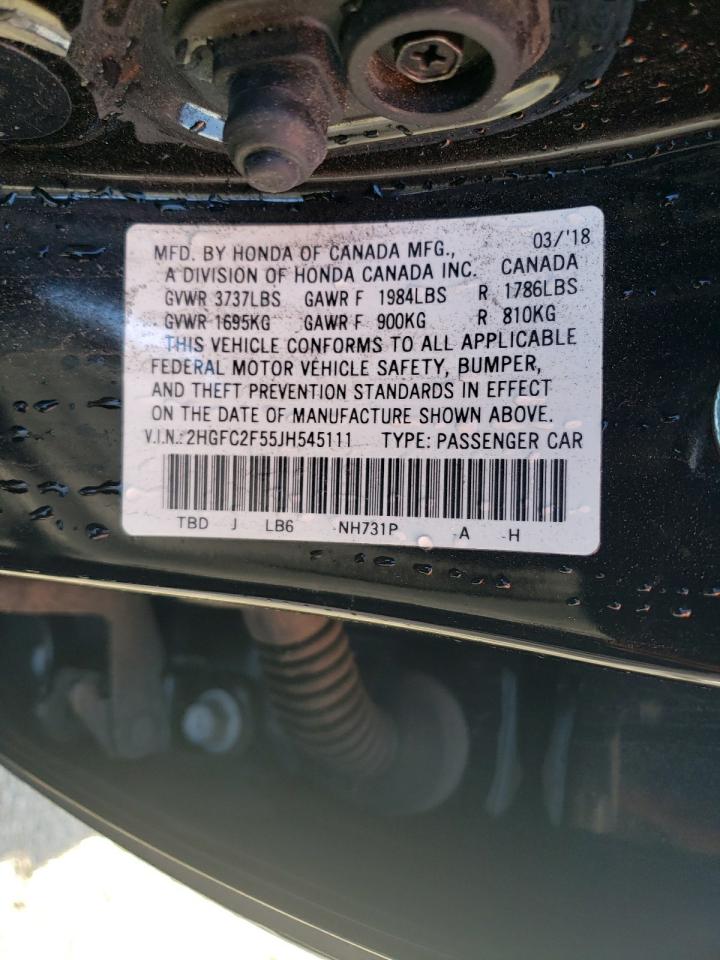 MFD. BY HONDA OF CANADA MFG., 03/'18
A DIVISION OF HONDA CANADA INC. CANADA
GVWR 3737LBS GAWR F 1984LBS R 1786LBS
GVWR 1695KG GAWR F 900KG R 810KG
THIS VEHICLE CONFORMS TO ALL APPLICABLE
FEDERAL MOTOR VEHICLE SAFETY, BUMPER,
AND THEFT PREVENTION STANDARDS IN EFFECT
ON THE DATE OF MANUFACTURE SHOWN ABOVE.
V.I.N.: 2HGFC2F55JH545111 TYPE: PASSENGER CAR
TBD J LB6 -NH731P -A -H